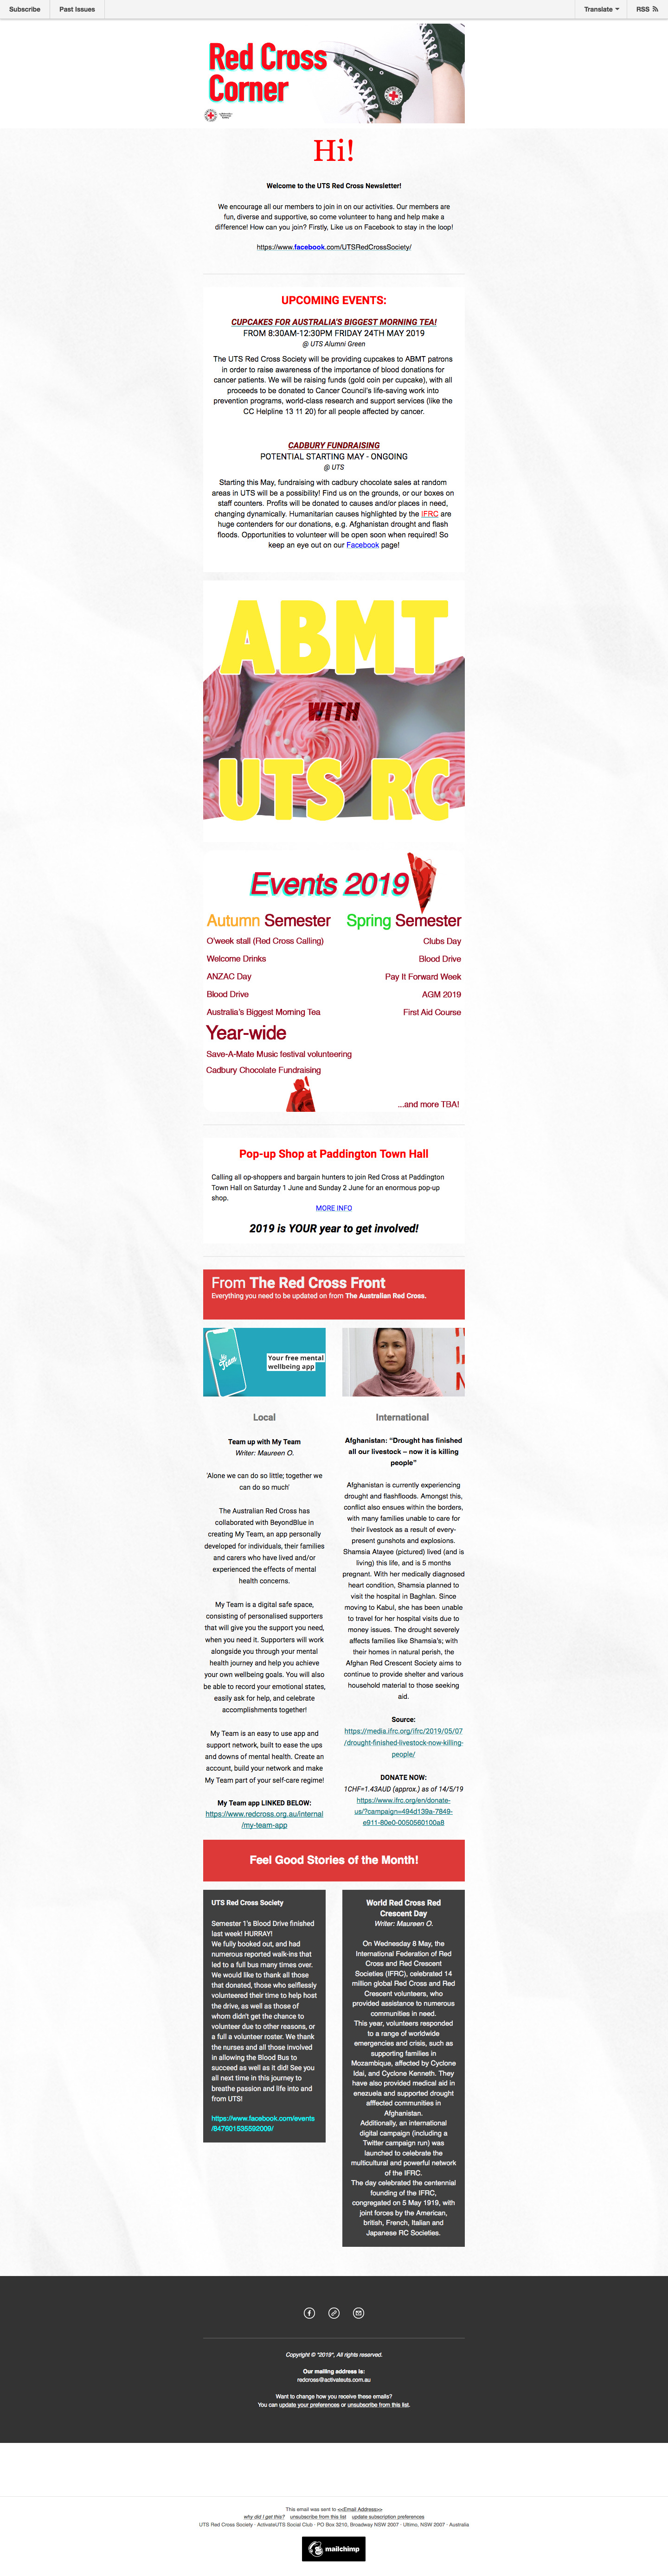 Subscribe
Past Issues
Translate
RSS
Red Cross
Corner
Hi!
Welcome to the UTS Red Cross Newsletter!
We encourage all our members to join in on our activities. Our members are
fun, diverse and supportive, so come volunteer to hang and help make a
difference! How can you join? Firstly, Like us on Facebook to stay in the loop!
https://www.facebook.com/UTSRedCrossSociety/
UPCOMING EVENTS:
CUPCAKES FOR AUSTRALIA'S BIGGEST MORNING TEA!
FROM 8:30AM-12:30PM FRIDAY 24TH MAY 2019
@ UTS Alumni Green
The UTS Red Cross Society will be providing cupcakes to ABMT patrons
in order to raise awareness of the importance of blood donations for
cancer patients. We will be raising funds (gold coin per cupcake), with all
proceeds to be donated to Cancer Council's life-saving work into
prevention programs, world-class research and support services (like the
CC Helpline 13 11 20) for all people affected by cancer.
CADBURY FUNDRAISING
POTENTIAL STARTING MAY - ONGOING
@ UTS
Starting this May, fundraising with cadbury chocolate sales at random
areas in UTS will be a possibility! Find us on the grounds, or our boxes on
staff counters. Profits will be donated to causes and/or places in need,
changing dynamically. Humanitarian causes highlighted by the IFRC are
huge contenders for our donations, e.g. Afghanistan drought and flash
floods. Opportunities to volunteer will be open soon when required! So
keep an eye out on our Facebook page!
ABMT
WITH
UTS RC
Events 2019
Autumn Semester
O'week stall (Red Cross Calling)
Welcome Drinks
ANZAC Day
Blood Drive
Australia's Biggest Morning Tea
Spring Semester
Clubs Day
Blood Drive
Pay It Forward Week
AGM 2019
First Aid Course
Year-wide
Save-A-Mate Music festival volunteering
Cadbury Chocolate Fundraising
...and more TBA!
Pop-up Shop at Paddington Town Hall
Calling all op-shoppers and bargain hunters to join Red Cross at Paddington
Town Hall on Saturday 1 June and Sunday 2 June for an enormous pop-up
shop.
MORE INFO
2019 is YOUR year to get involved!
From The Red Cross Front
Everything you need to be updated on from The Australian Red Cross.
My
Team
Your free mental
wellbeing app
Local
Team up with My Team
Writer: Maureen O.
'Alone we can do so little; together we
can do so much'
The Australian Red Cross has
collaborated with BeyondBlue in
creating My Team, an app personally
developed for individuals, their families
and carers who have lived and/or
experienced the effects of mental
health concerns.
My Team is a digital safe space,
consisting of personalised supporters
that will give you the support you need,
when you need it. Supporters will work
alongside you through your mental
health journey and help you achieve
your own wellbeing goals. You will also
be able to record your emotional states,
easily ask for help, and celebrate
accomplishments together!
My Team is an easy to use app and
support network, built to ease the ups
and downs of mental health. Create an
account, build your network and make
My Team part of your self-care regime!
My Team app LINKED BELOW:
https://www.redcross.org.au/internal
/my-team-app
International
Afghanistan: “Drought has finished
all our livestock – now it is killing
people”
Afghanistan is currently experiencing
drought and flashfloods. Amongst this,
conflict also ensues within the borders,
with many families unable to care for
their livestock as a result of every-
present gunshots and explosions.
Shamsia Atayee (pictured) lived (and is
living) this life, and is 5 months
pregnant. With her medically diagnosed
heart condition, Shamsia planned to
visit the hospital in Baghlan. Since
moving to Kabul, she has been unable
to travel for her hospital visits due to
money issues. The drought severely
affects families like Shamsia's; with
their homes in natural perish, the
Afghan Red Crescent Society aims to
continue to provide shelter and various
household material to those seeking
aid.
Source:
https://media.ifrc.org/ifrc/2019/05/07
/drought-finished-livestock-now-killing-
people/
DONATE NOW:
1CHF=1.43AUD (approx.) as of 14/5/19
https://www.ifrc.org/en/donate-
us/?campaign=494d139a-7849-
e911-80e0-0050560100a8
Feel Good Stories of the Month!
UTS Red Cross Society
Semester 1's Blood Drive finished
last week! HURRAY!
We fully booked out, and had
numerous reported walk-ins that
led to a full bus many times over.
We would like to thank all those
that donated, those who selflessly
volunteered their time to help host
the drive, as well as those of
whom didn't get the chance to
volunteer due to other reasons, or
a full a volunteer roster. We thank
the nurses and all those involved
in allowing the Blood Bus to
succeed as well as it did! See you
all next time in this journey to
breathe passion and life into and
from UTS!
https://www.facebook.com/events
/847601535592009/
World Red Cross Red
Crescent Day
Writer: Maureen O.
On Wednesday 8 May, the
International Federation of Red
Cross and Red Crescent
Societies (IFRC), celebrated 14
million global Red Cross and Red
Crescent volunteers, who
provided assistance to numerous
communities in need.
This year, volunteers responded
to a range of worldwide
emergencies and crisis, such as
supporting families in
Mozambique, affected by Cyclone
Idai, and Cyclone Kenneth. They
have also provided medical aid in
enezuela and supported drought
afffected communities in
Afghanistan.
Additionally, an international
digital campaign (including a
Twitter campaign run) was
launched to celebrate the
multicultural and powerful network
of the IFRC.
The day celebrated the centennial
founding of the IFRC,
congregated on 5 May 1919, with
joint forces by the American,
british, French, Italian and
Japanese RC Societies.
Copyright © "2019", All rights reserved.
Our mailing address is:
redcross@activateuts.com.au
Want to change how you receive these emails?
You can update your preferences or unsubscribe from this list.
This email was sent to <<Email Address>>
why did I get this? unsubscribe from this list update subscription preferences
UTS Red Cross Society · ActivateUTS Social Club · PO Box 3210, Broadway NSW 2007 · Ultimo, NSW 2007 · Australia
mailchimp